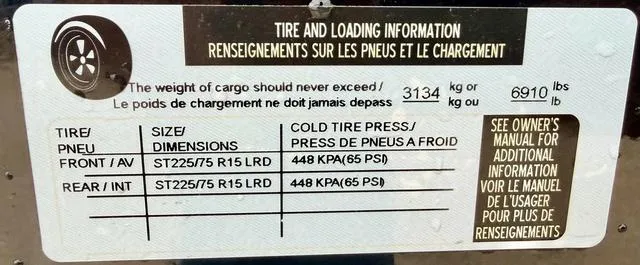 TIRE AND LOADING INFORMATION
RENSEIGNEMENTS SUR LES PNEUS ET LE CHARGEMENT
The weight of cargo should never exceed / 3134 kg or 6910 lbs
Le poids de chargement ne doit jamais depass kg ou lb
TIRE/ SIZE/ COLD TIRE PRESS./
PNEU DIMENSIONS PRESS DE PNEUS A FROID
FRONT / AV ST225/75 R15 LRD 448 KPA(65 PSI)
REAR / INT ST225/75 R15 LRD 448 KPA(65 PSI)
SEE OWNER'S
MANUAL FOR
ADDITIONAL
INFORMATION
VOIR LE MANUEL
DE L'USAGER
POUR PLUS DE
RENSEIGNEMENTS